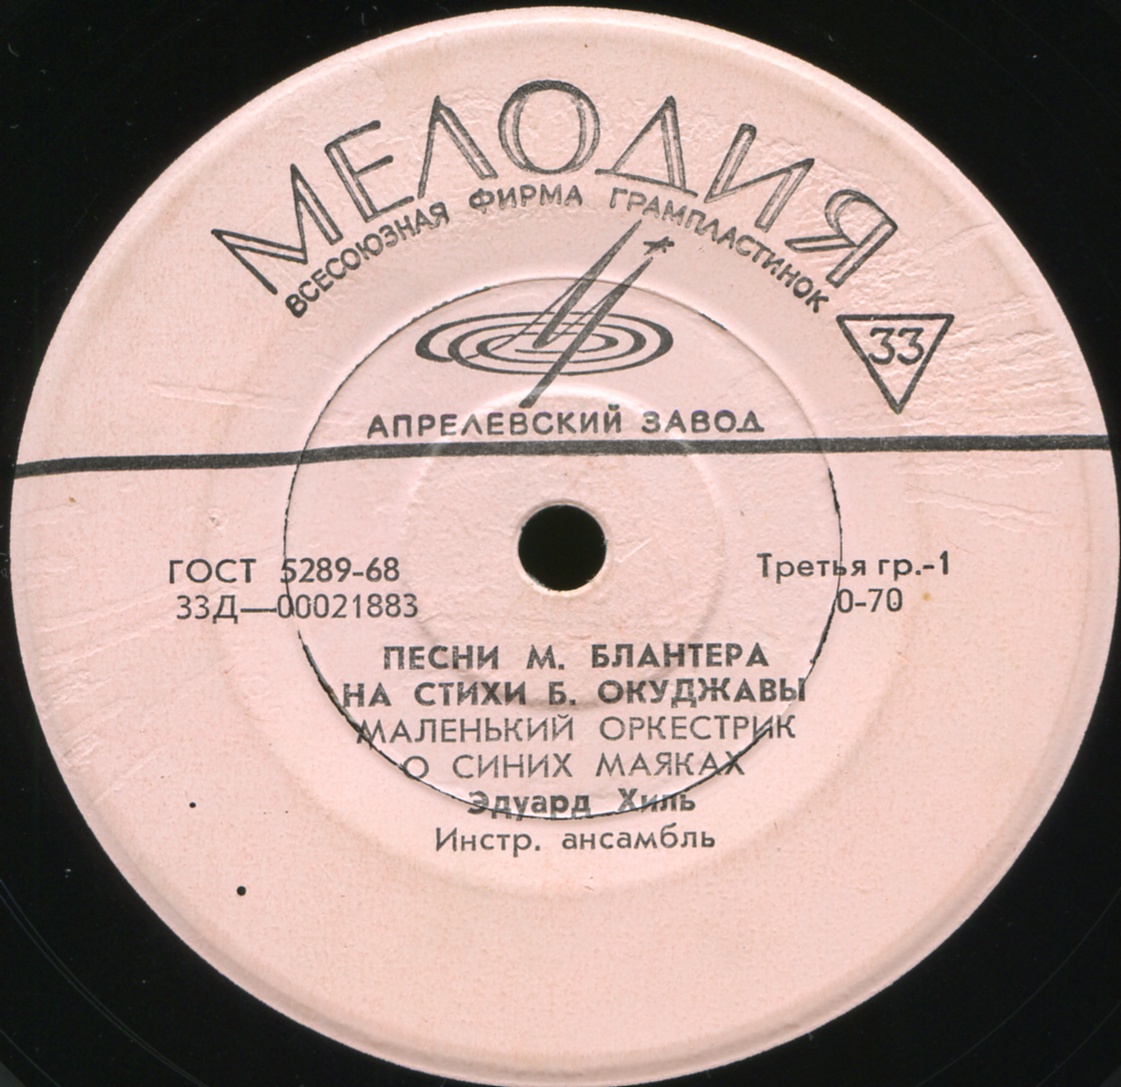 МЕЛОДИЯ
ВСЕСОЮЗНАЯ ФИРМА ГРАМПЛАСТИНОК
33
АПРЕЛЕВСКИЙ ЗАВОД
ГОСТ 5289-68
Третья гр.-1
33Д—00021883
0-70
ПЕСНИ М. БЛАНТЕРА
НА СТИХИ Б. ОКУДЖАВЫ
МАЛЕНЬКИЙ ОРКЕСТРИК
О СИНИХ МАЯКАХ
Эдуард Хиль
Инстр. ансамбль